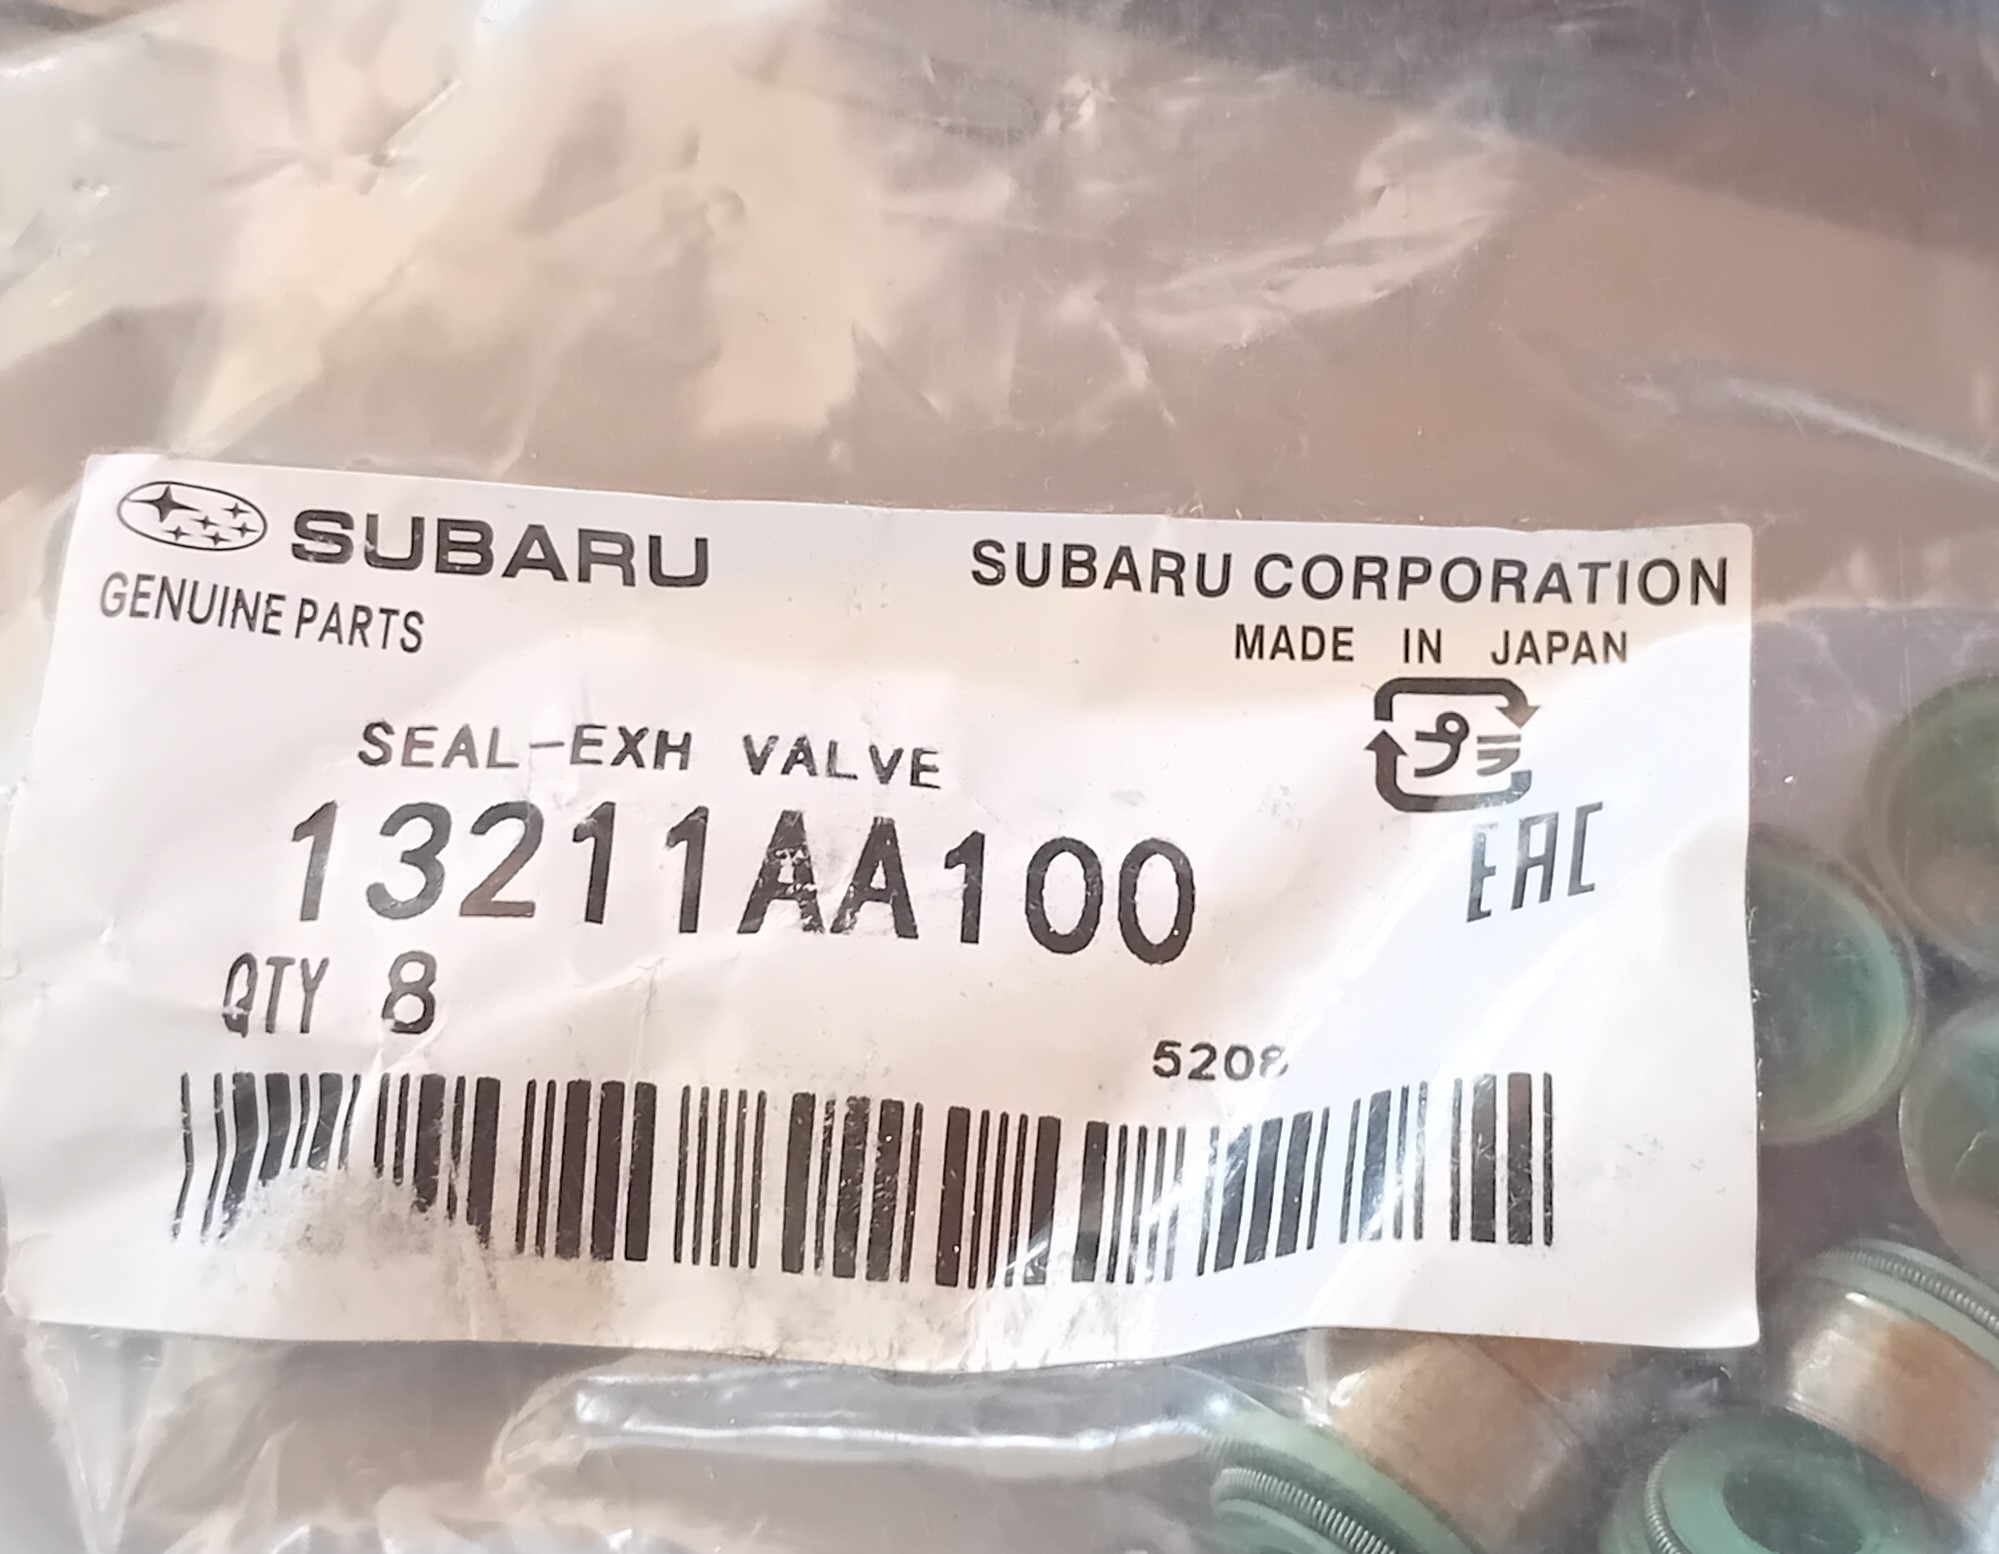 SUBARU
GENUINE PARTS
SUBARU CORPORATION
MADE IN JAPAN
プラ
EAC
SEAL-EXH VALVE
13211AA100
QTY 8
5208